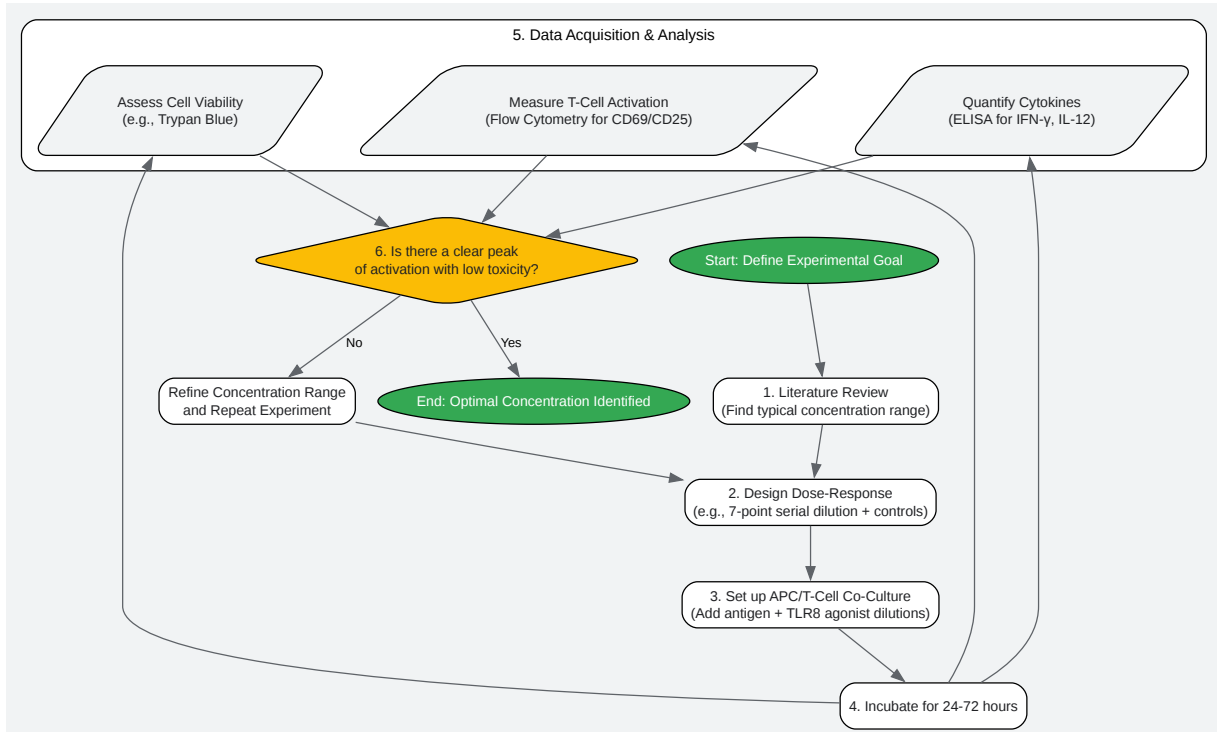 5. Data Acquisition & Analysis
Assess Cell Viability
(e.g., Trypan Blue)
Measure T-Cell Activation
(Flow Cytometry for CD69/CD25)
Quantify Cytokines
(ELISA for IFN-γ, IL-12)
6. Is there a clear peak
of activation with low toxicity?
Start: Define Experimental Goal
No
Yes
Refine Concentration Range
and Repeat Experiment
End: Optimal Concentration Identified
1. Literature Review
(Find typical concentration range)
2. Design Dose-Response
(e.g., 7-point serial dilution + controls)
3. Set up APC/T-Cell Co-Culture
(Add antigen + TLR8 agonist dilutions)
4. Incubate for 24-72 hours